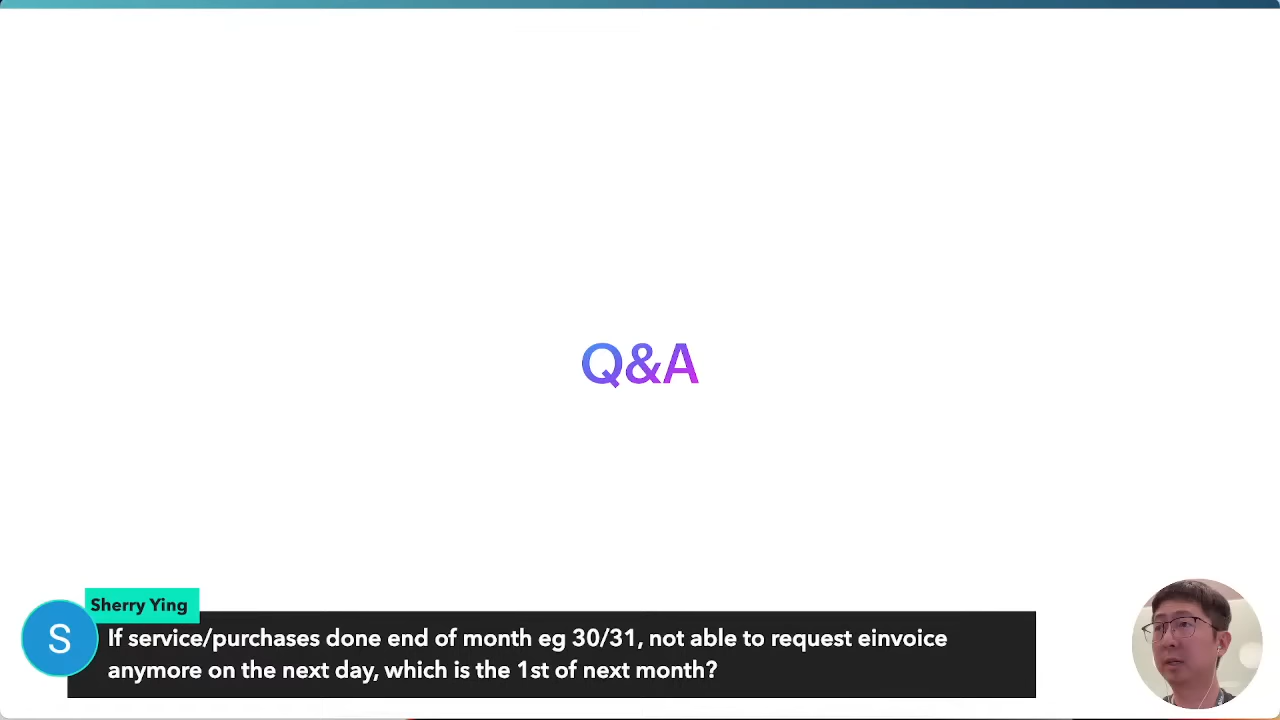 Q&A
Sherry Ying
S
If service/purchases done end of month eg 30/31, not able to request einvoice
anymore on the next day, which is the 1st of next month?